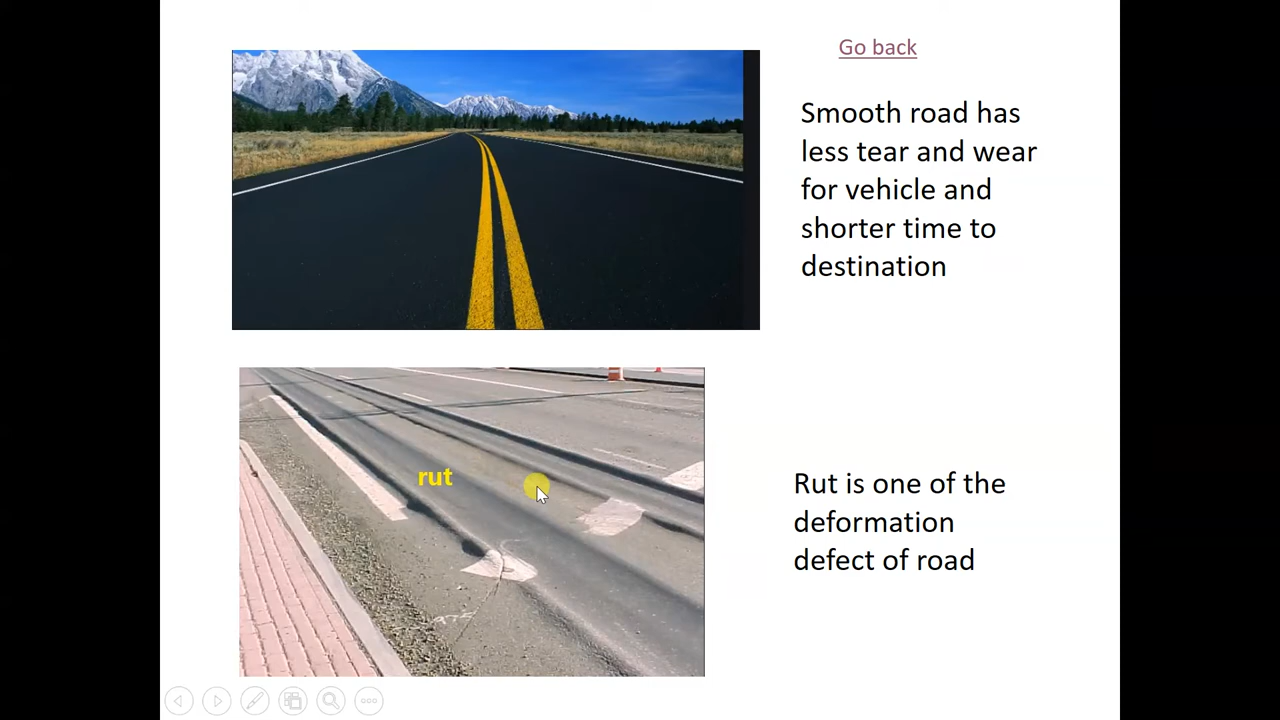 Go back
Smooth road has
less tear and wear
for vehicle and
shorter time to
destination
rut
Rut is one of the
deformation
defect of road